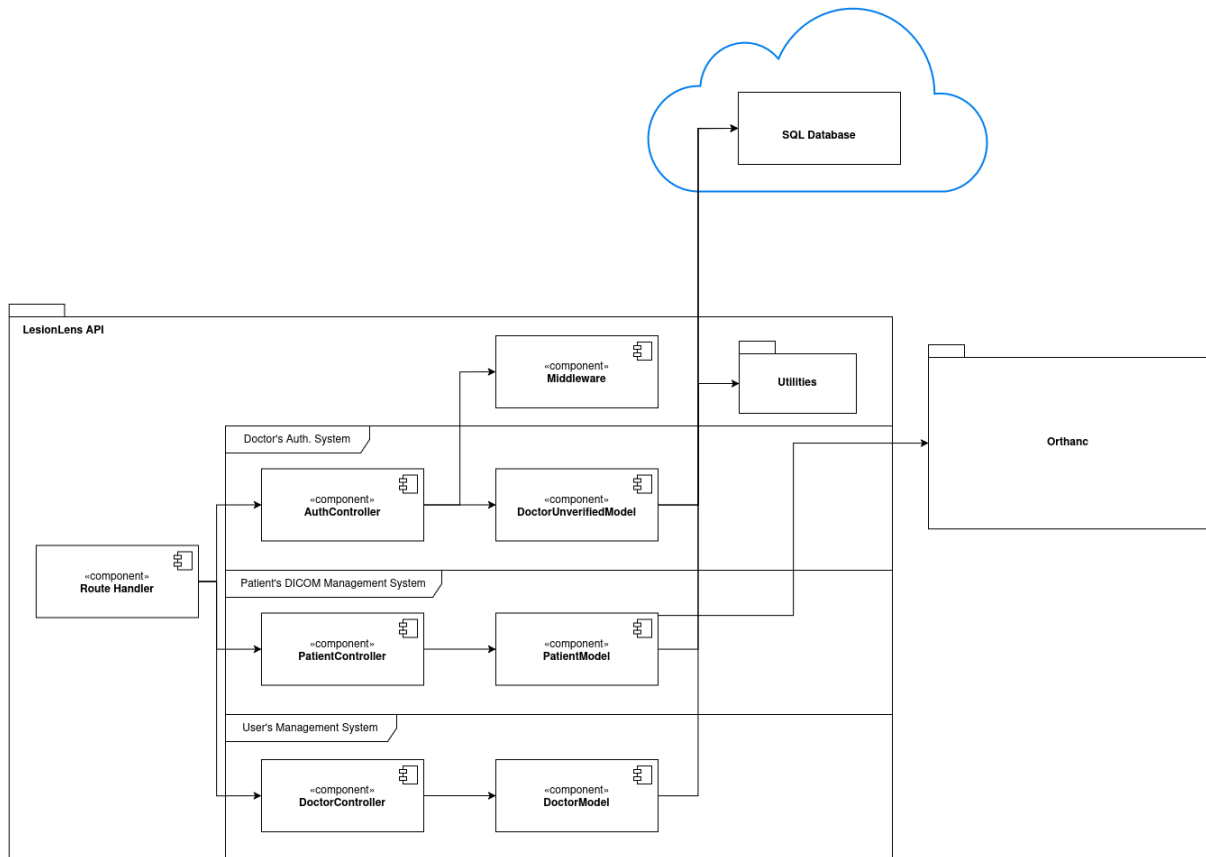 SQL Database
LesionLens API
«component»
Middleware
Utilities
Orthanc
Doctor's Auth. System
«component»
AuthController
«component»
DoctorUnverifiedModel
«component»
Route Handler
Patient's DICOM Management System
«component»
PatientController
«component»
PatientModel
User's Management System
«component»
DoctorController
«component»
DoctorModel